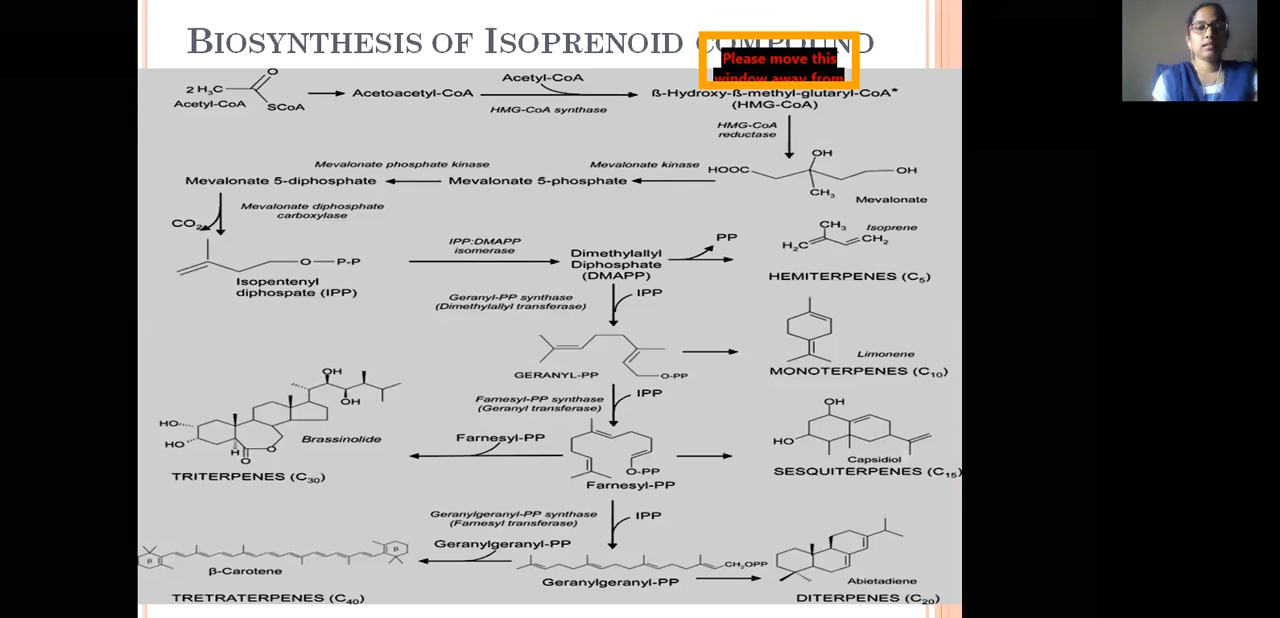 BIOSYNTHESIS OF ISOPRENOID COMPOUND
Please move this
window away from
Acetyl-CoA
2 H₃C
O
SCoA
Acetyl-CoA
Acetoacetyl-CoA
HMG-CoA synthase
ß-Hydroxy-ß-methyl-glutaryl-CoA*
(HMG-CoA)
HMG-CoA
reductase
Mevalonate phosphate kinase
Mevalonate kinase
HOOC
OH
OH
CH₃
Mevalonate
Mevalonate 5-diphosphate
Mevalonate 5-phosphate
CO₂
Mevalonate diphosphate
carboxylase
O
P-P
Isopentenyl
diphospate (IPP)
IPP:DMAPP
isomerase
Dimethylallyl
Diphosphate
(DMAPP)
PP
CH₃
H₂C
CH₂
Isoprene
HEMITERPENES (C₅)
Geranyl-PP synthase
(Dimethylallyl transferase)
IPP
GERANYL-PP
O-PP
Limonene
MONOTERPENES (C₁₀)
Farnesyl-PP synthase
(Geranyl transferase)
IPP
OH
OH
HO
HO
H
O
O
Brassinolide
TRITERPENES (C₃₀)
Farnesyl-PP
O-PP
Farnesyl-PP
OH
HO
Capsidiol
SESQUITERPENES (C₁₅)
Geranylgeranyl-PP synthase
(Farnesyl transferase)
IPP
Geranylgeranyl-PP
β
β
β-Carotene
TRETRATERPENES (C₄₀)
CH₂OPP
Geranylgeranyl-PP
Abietadiene
DITERPENES (C₂₀)